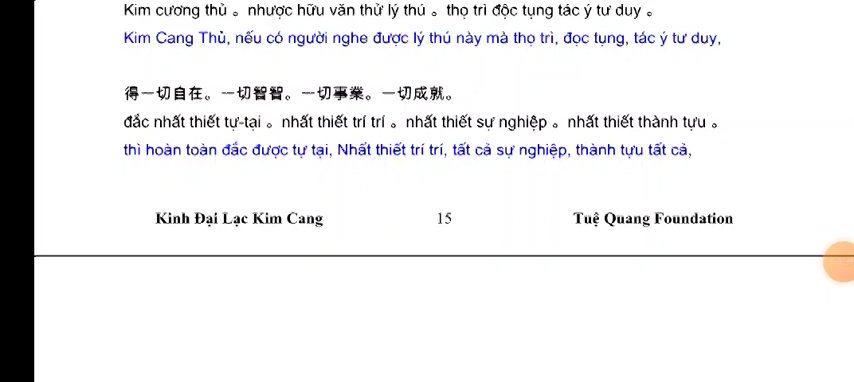 Kim cương thủ 。 nhược hữu văn thử lý thú 。 thọ trì độc tụng tác ý tư duy 。
Kim Cang Thủ, nếu có người nghe được lý thú này mà thọ trì, đọc tụng, tác ý tư duy,
得一切自在。一切智智。一切事業。一切成就。
đắc nhất thiết tự-tại 。 nhất thiết trí trí 。 nhất thiết sự nghiệp 。 nhất thiết thành tựu 。
thì hoàn toàn đắc được tự tại, Nhất thiết trí trí, tất cả sự nghiệp, thành tựu tất cả,
Kinh Đại Lạc Kim Cang 15 Tuệ Quang Foundation